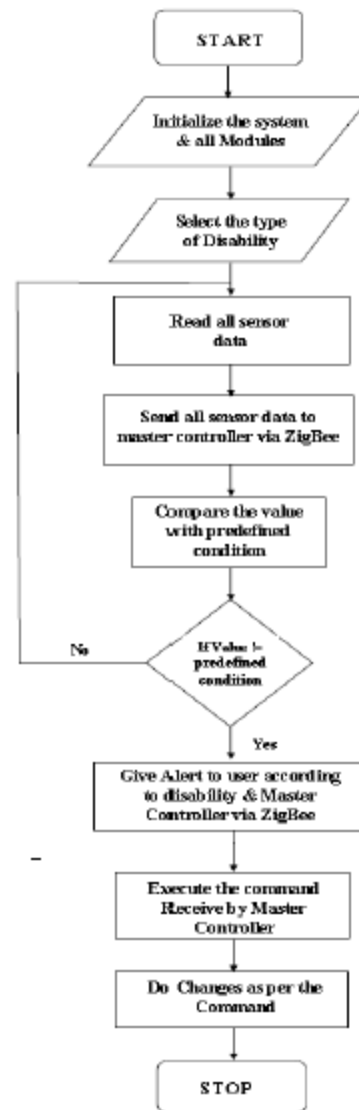 START
Initialize the system
& all Modules
Select the type
of Disability
Read all sensor
data
Send all sensor data to
master controller via ZigBee
Compare the value
with predefined
condition
If Value !=
predefined
condition
No
Yes
Give Alert to user according
to disability & Master
Controller via ZigBee
Execute the command
Receive by Master
Controller
Do Changes as per the
Command
STOP